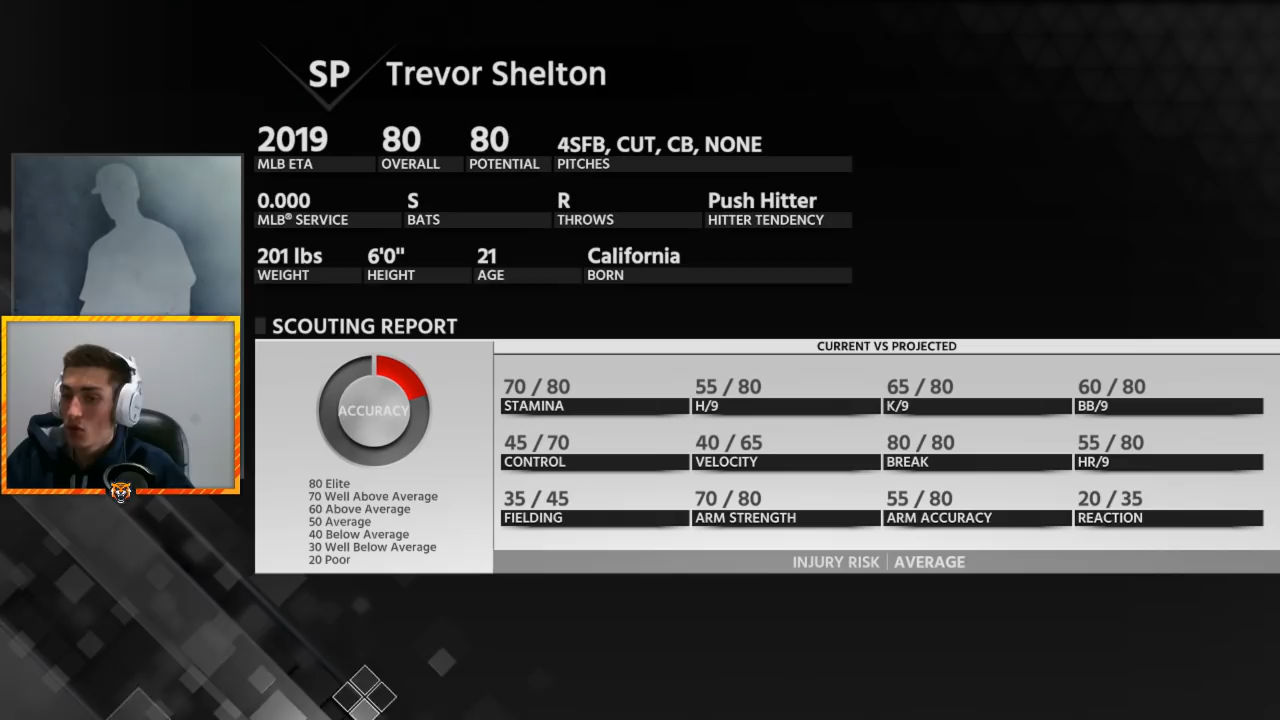 SP Trevor Shelton
2019 80 80 4SFB, CUT, CB, NONE
MLB ETA OVERALL POTENTIAL PITCHES
0.000 S R Push Hitter
MLB® SERVICE BATS THROWS HITTER TENDENCY
201 lbs 6'0" 21 California
WEIGHT HEIGHT AGE BORN
SCOUTING REPORT
CURRENT VS PROJECTED
ACCURACY
80 Elite
70 Well Above Average
60 Above Average
50 Average
40 Below Average
30 Well Below Average
20 Poor
70 / 80 55 / 80 65 / 80 60 / 80
STAMINA H/9 K/9 BB/9
45 / 70 40 / 65 80 / 80 55 / 80
CONTROL VELOCITY BREAK HR/9
35 / 45 70 / 80 55 / 80 20 / 35
FIELDING ARM STRENGTH ARM ACCURACY REACTION
INJURY RISK | AVERAGE